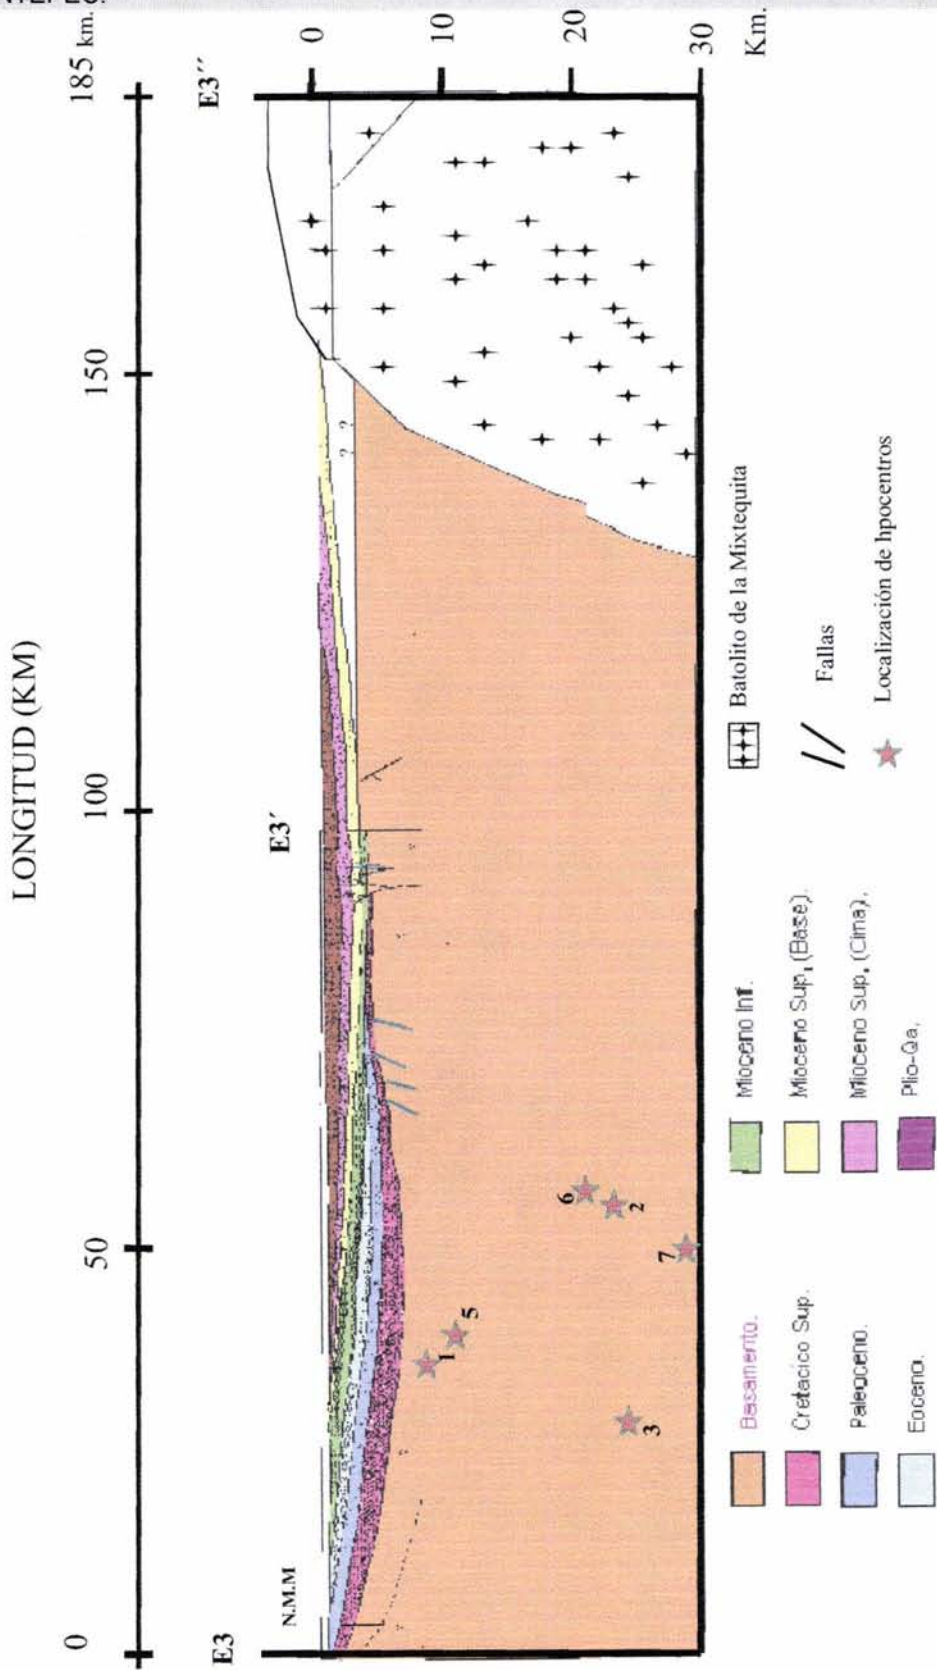 LONGITUD (KM)
0
50
100
150
185 km.
E3
E3´
E3´´
N.M.M
0
10
20
30
Km.
? ?
1
5
3
6
2
7
Basamento.
Cretacico Sup.
Paleoceno.
Eoceno.
Mioceno Inf.
Mioceno Sup. (Base).
Mioceno Sup. (Cima).
Plio-Qa.
Batolito de la Mixtequita
Fallas
Localización de hpocentros